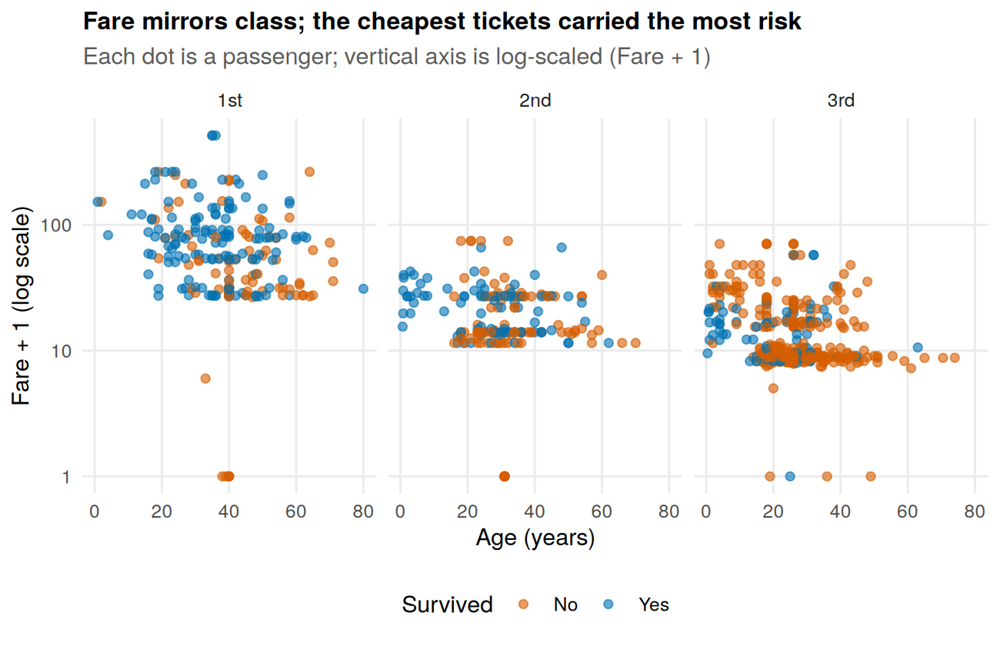 Fare mirrors class; the cheapest tickets carried the most risk
Each dot is a passenger; vertical axis is log-scaled (Fare + 1)
1st 2nd 3rd
Fare + 1 (log scale)
100
10
1
0 20 40 60 80 0 20 40 60 80 0 20 40 60 80
Age (years)
Survived No Yes